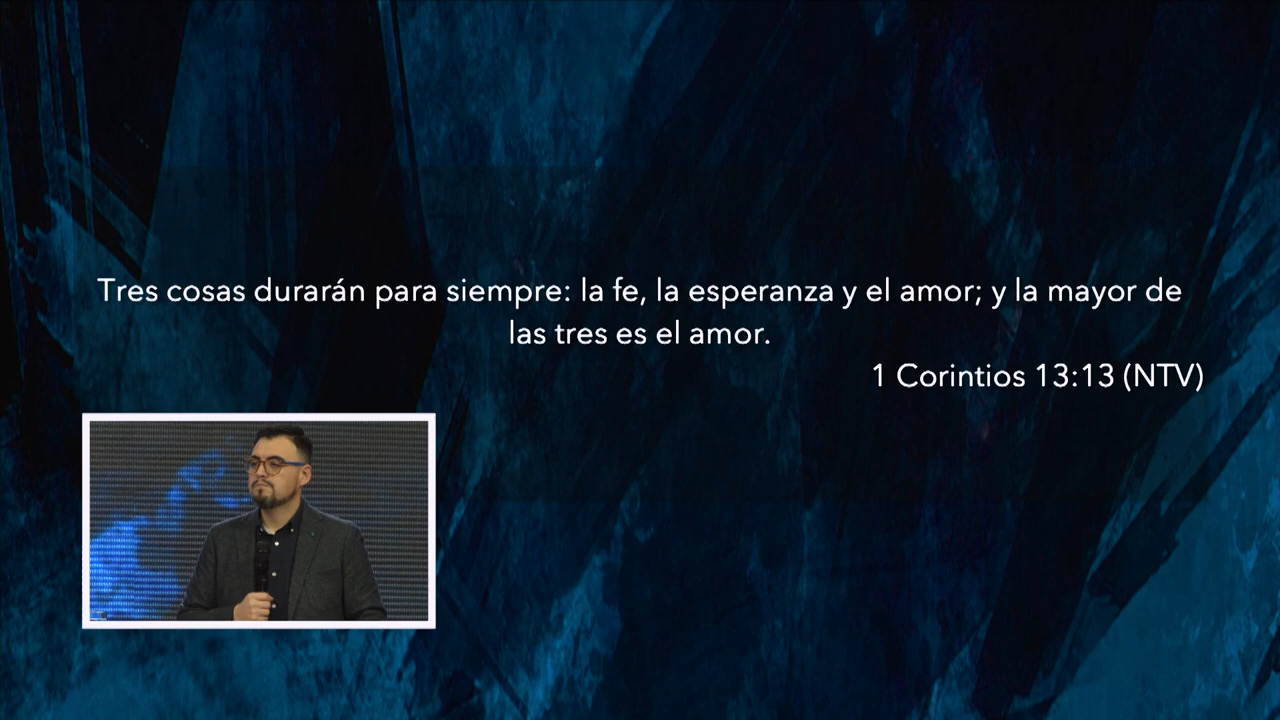 Tres cosas durarán para siempre: la fe, la esperanza y el amor; y la mayor de
las tres es el amor.
1 Corintios 13:13 (NTV)